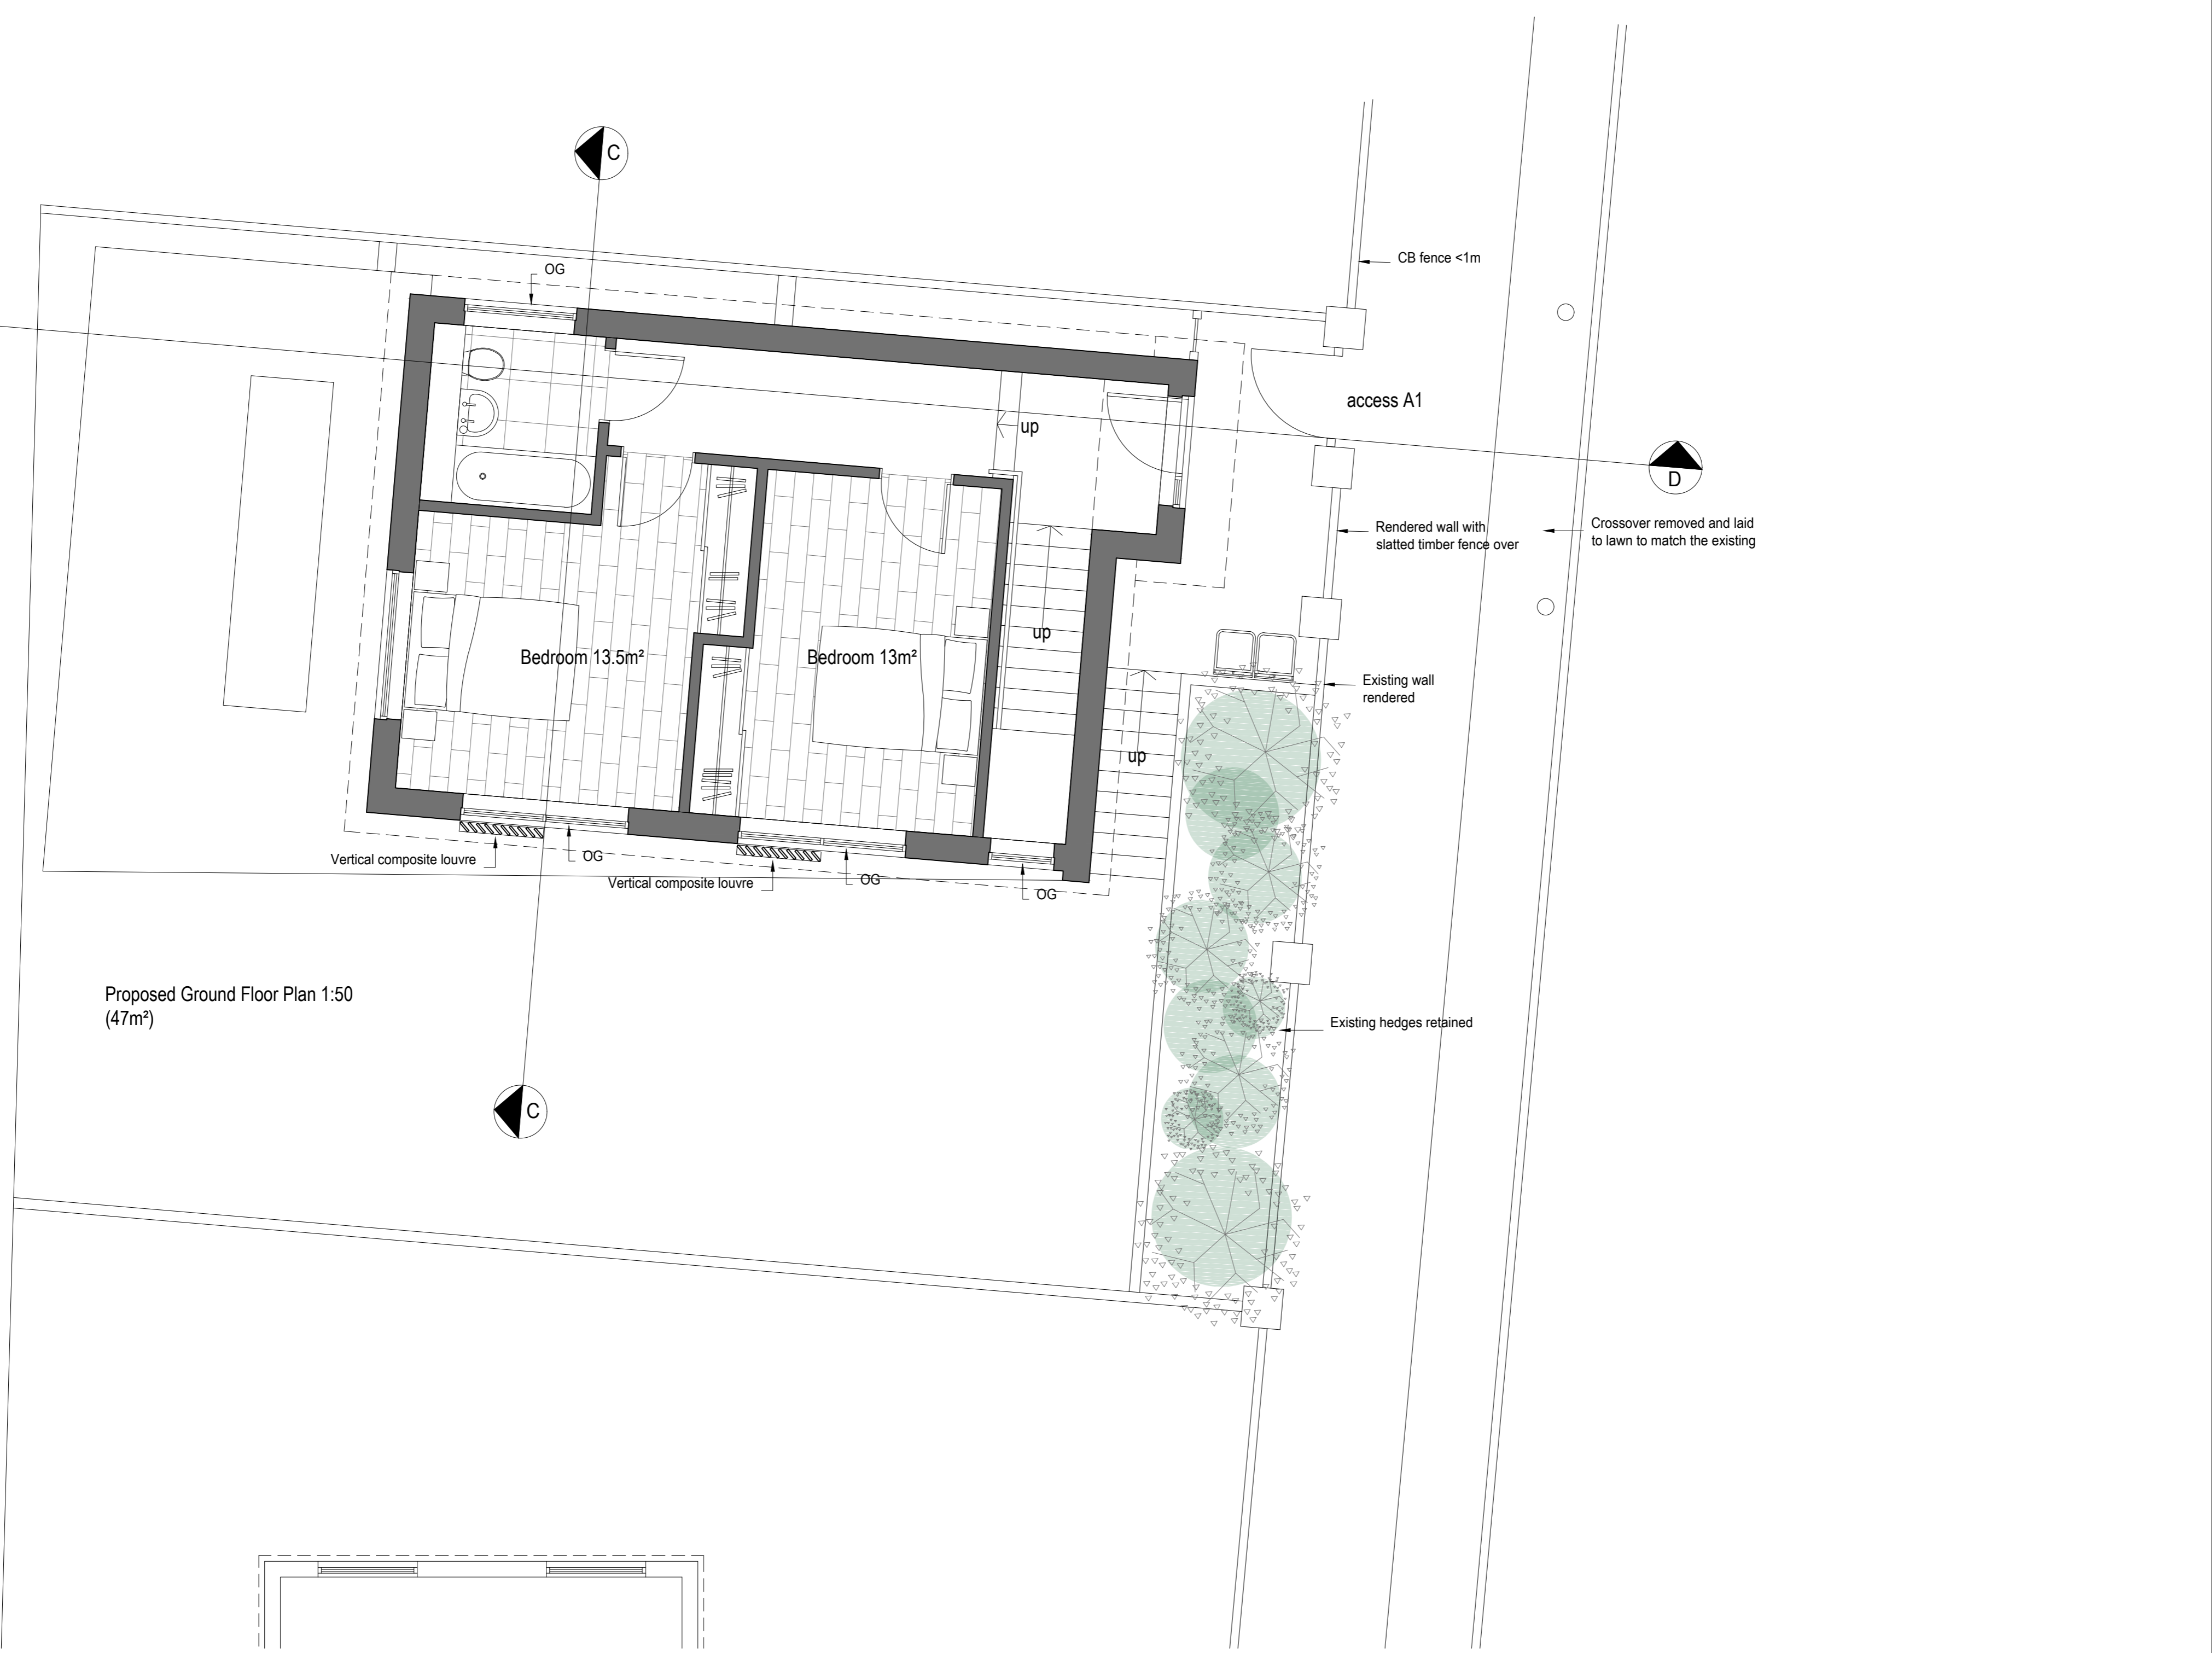 C
OG
CB fence <1m
access A1
up
D
Rendered wall with
slatted timber fence over
Crossover removed and laid
to lawn to match the existing
up
Bedroom 13.5m²
Bedroom 13m²
Existing wall
rendered
up
Vertical composite louvre
OG
Vertical composite louvre
OG
OG
Proposed Ground Floor Plan 1:50
(47m²)
Existing hedges retained
C